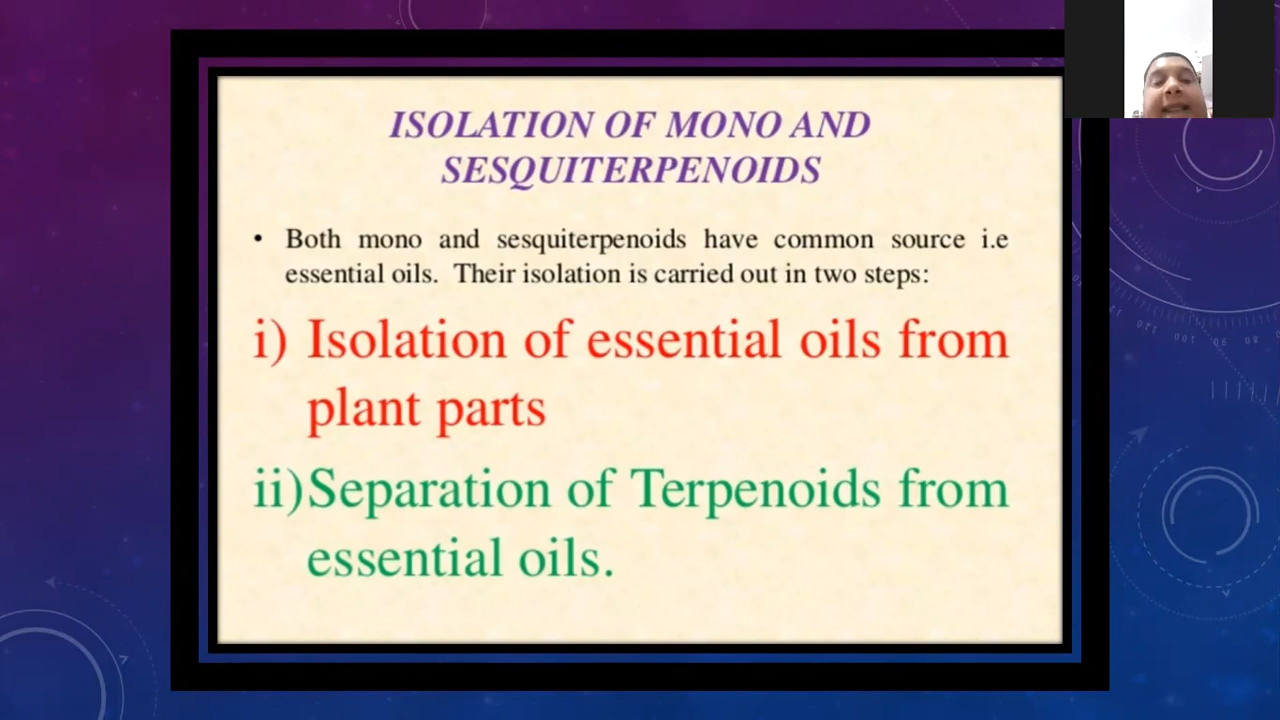 ISOLATION OF MONO AND
SESQUITERPENOIDS
• Both mono and sesquiterpenoids have common source i.e
essential oils. Their isolation is carried out in two steps:
i) Isolation of essential oils from
plant parts
ii)Separation of Terpenoids from
essential oils.